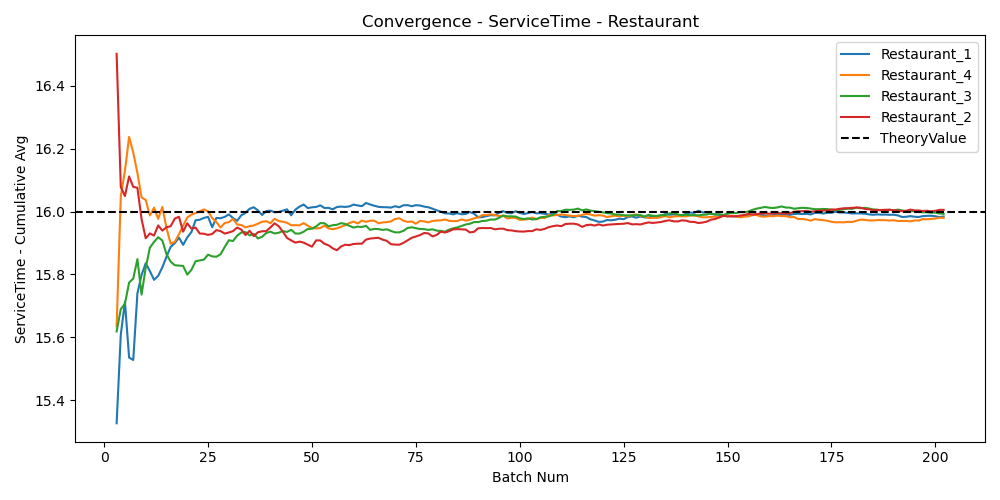 Convergence - ServiceTime - Restaurant
ServiceTime - Cumulative Avg
16.4
16.2
16.0
15.8
15.6
15.4
0 25 50 75 100 125 150 175 200
Batch Num
Restaurant_1
Restaurant_4
Restaurant_3
Restaurant_2
TheoryValue